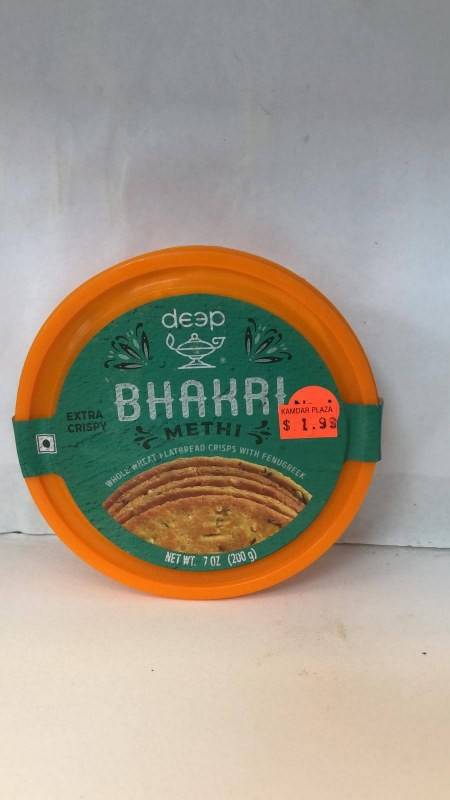 deep
BHAKRI
EXTRA
CRISPY
METHI
KAMDAR PLAZA
$ 1.99
WHOLE WHEAT FLATBREAD CRISPS WITH FENUGREEK
NET WT. 7 OZ (200 g)